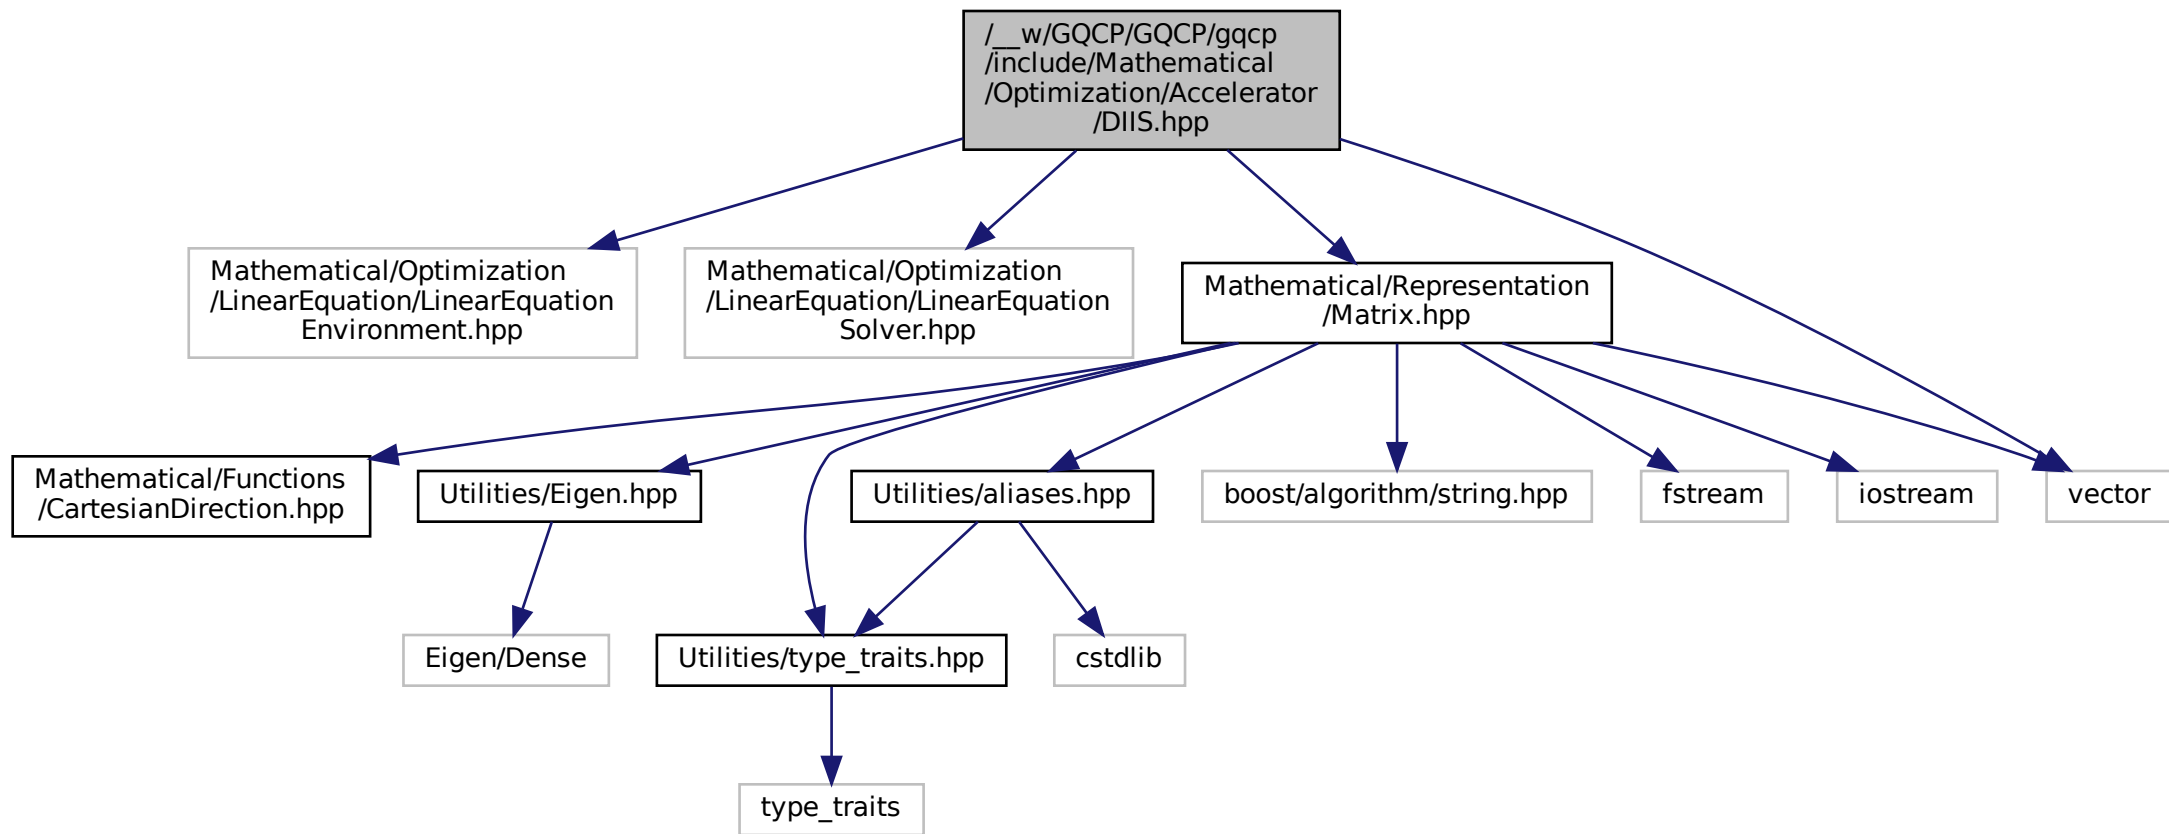 /__w/GQCP/GQCP/gqcp
/include/Mathematical
/Optimization/Accelerator
/DIIS.hpp
Mathematical/Optimization
/LinearEquation/LinearEquation
Environment.hpp
Mathematical/Optimization
/LinearEquation/LinearEquation
Solver.hpp
Mathematical/Representation
/Matrix.hpp
Mathematical/Functions
/CartesianDirection.hpp
Utilities/Eigen.hpp
Utilities/aliases.hpp
boost/algorithm/string.hpp
fstream
iostream
vector
Eigen/Dense
Utilities/type_traits.hpp
cstdlib
type_traits